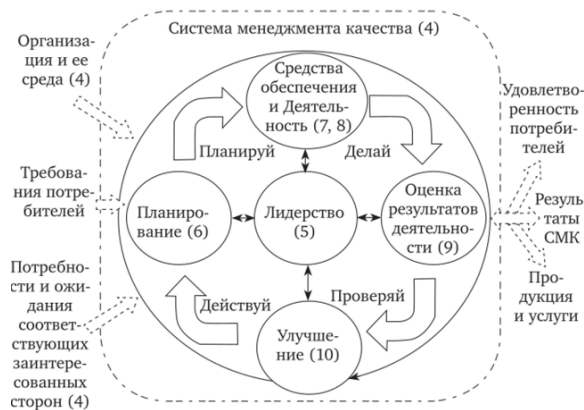 Система менеджмента качества (4)
Организа-
ция и ее
среда (4)
Средства
обеспечения
и Деятель-
ность (7, 8)
Удовлетво-
ренность
потреби-
телей
Планируй
Делай
Требова-
ния потре-
бителей
Планиро-
вание (6)
Лидерство
(5)
Оценка
результатов
деятельно-
сти (9)
Резуль-
таты
СМК
Потребно-
сти и ожи-
дания
соответ-
ствующих
заинтере-
сованных
сторон (4)
Действуй
Проверяй
Улучше-
ние (10)
Про-
дукция
и услуги